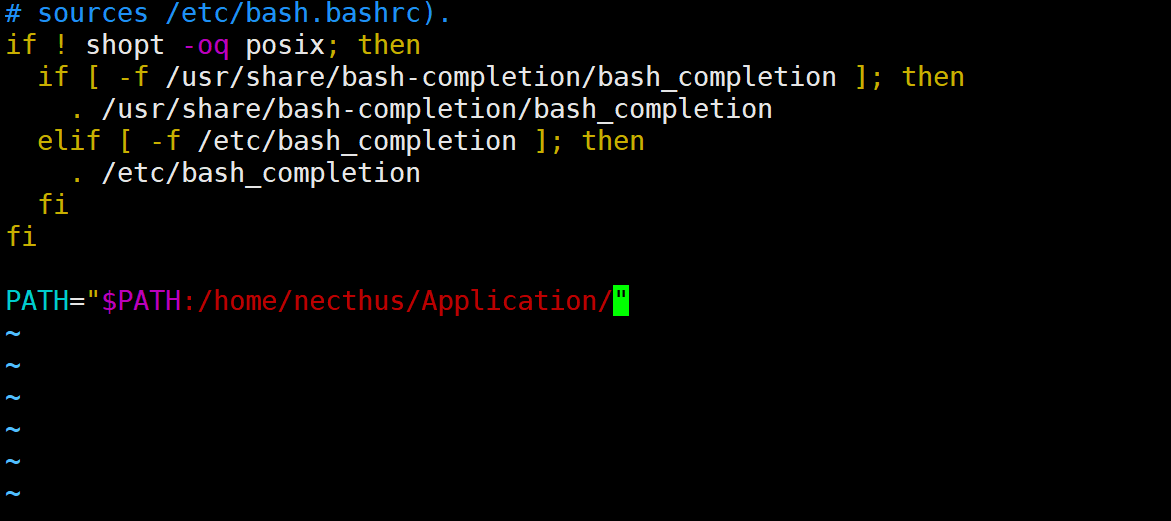 # sources /etc/bash.bashrc).
if ! shopt -oq posix; then
  if [ -f /usr/share/bash-completion/bash_completion ]; then
    . /usr/share/bash-completion/bash_completion
  elif [ -f /etc/bash_completion ]; then
    . /etc/bash_completion
  fi
fi

PATH="$PATH:/home/necthus/Application/"
~
~
~
~
~
~